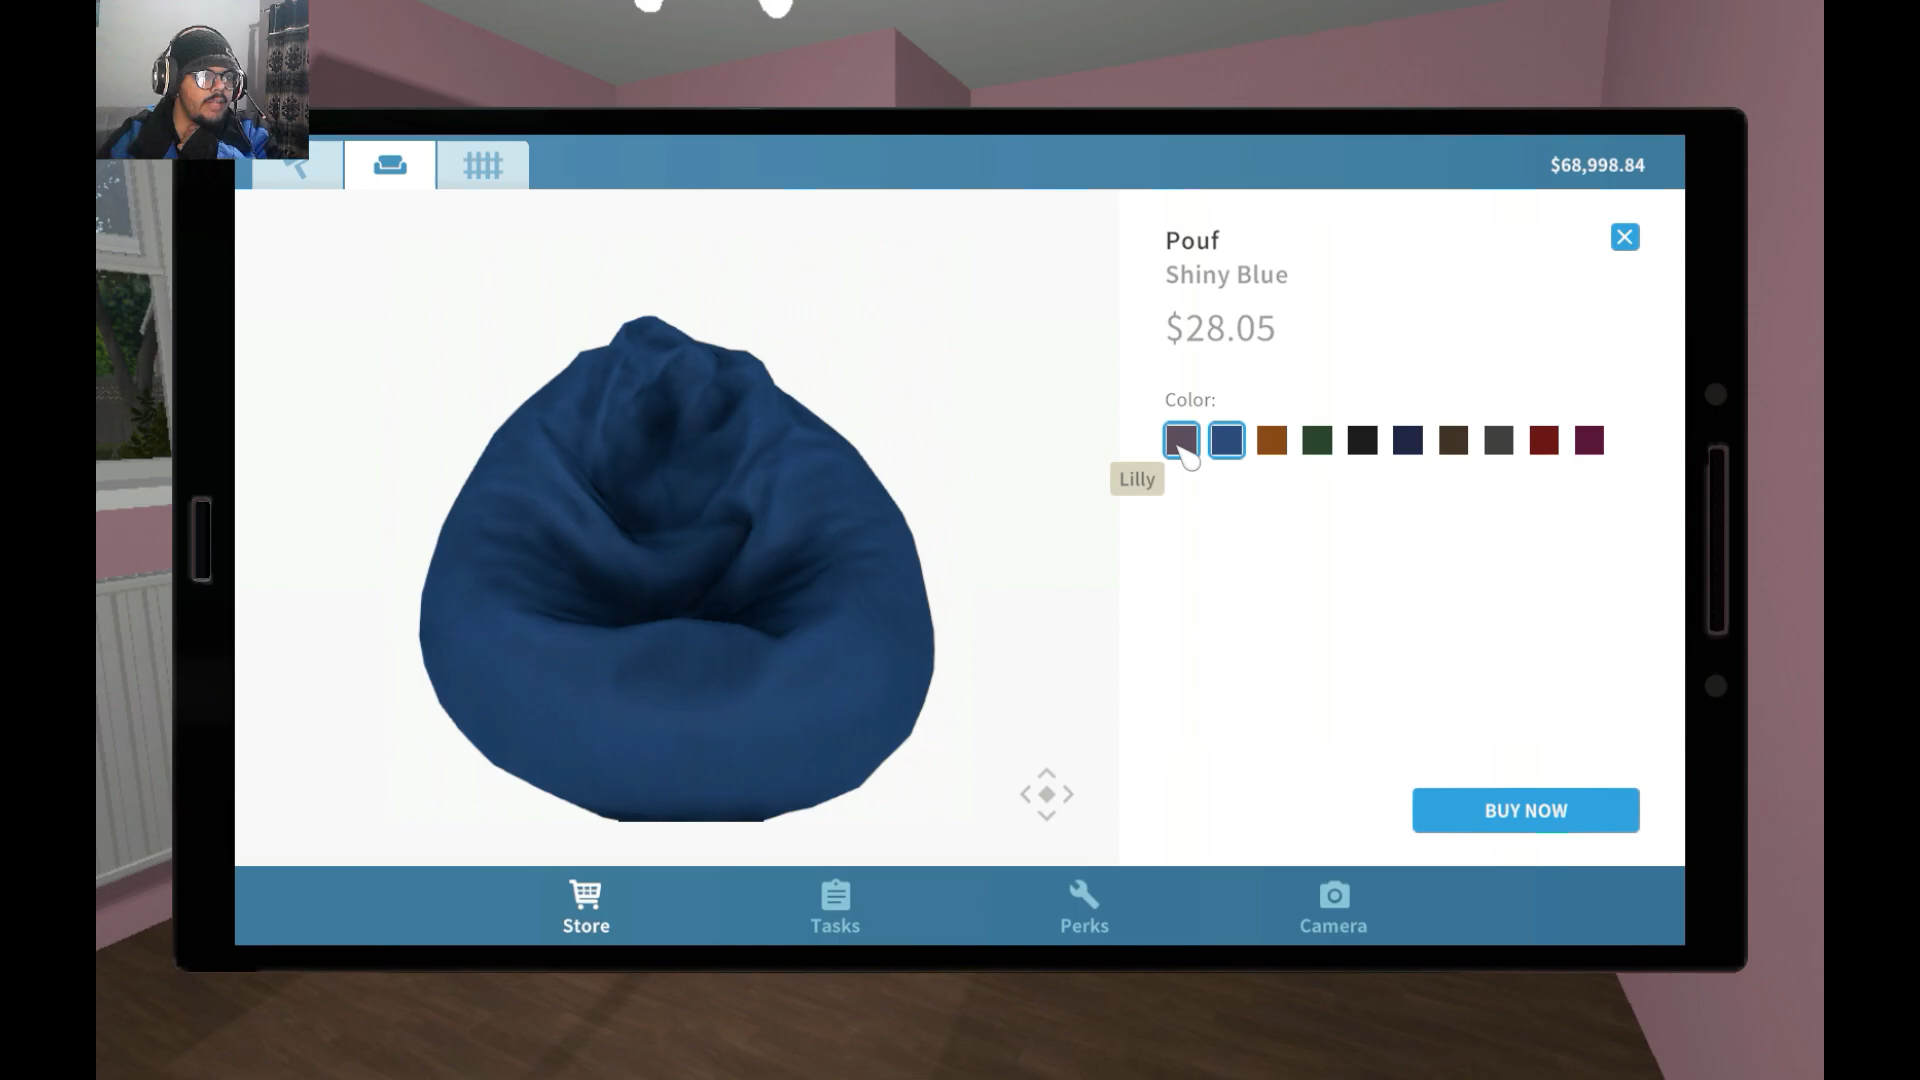 $68,998.84
Pouf
Shiny Blue
$28.05
Color:
Lilly
BUY NOW
Store
Tasks
Perks
Camera